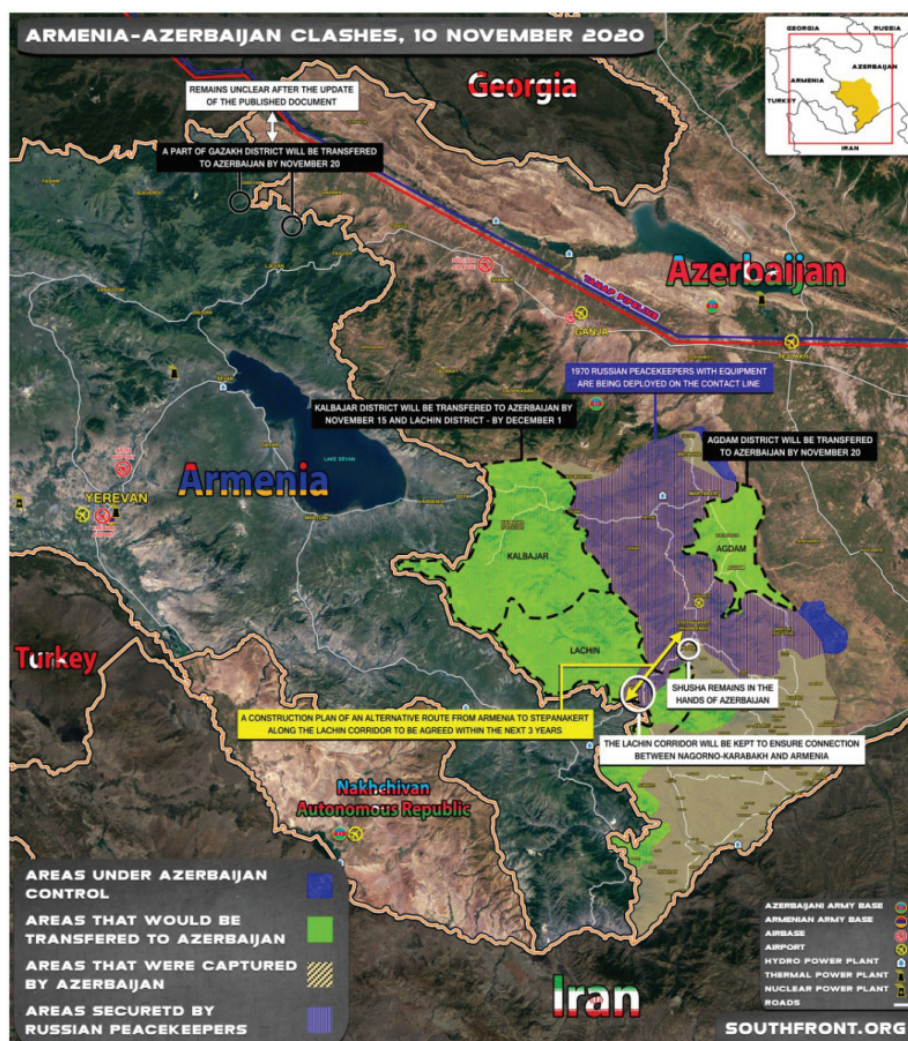 ARMENIA-AZERBAIJAN CLASHES, 10 NOVEMBER 2020
GEORGIA
RUSSIA
AZERBAIJAN
ARMENIA
TURKEY
IRAN
REMAINS UNCLEAR AFTER THE UPDATE
OF THE PUBLISHED DOCUMENT
Georgia
A PART OF GAZAKH DISTRICT WILL BE TRANSFERED
TO AZERBAIJAN BY NOVEMBER 20
Azerbaijan
TANAP PIPELINE
GANJA
1970 RUSSIAN PEACEKEEPERS WITH EQUIPMENT
ARE BEING DEPLOYED ON THE CONTACT LINE
KALBAJAR DISTRICT WILL BE TRANSFERED TO AZERBAIJAN BY
NOVEMBER 15 AND LACHIN DISTRICT - BY DECEMBER 1
AGDAM DISTRICT WILL BE TRANSFERED
TO AZERBAIJAN BY NOVEMBER 20
LAKE SEVAN
Armenia
YEREVAN
KALBAJAR
AGDAM
LACHIN
Turkey
SHUSHA REMAINS IN THE
HANDS OF AZERBAIJAN
A CONSTRUCTION PLAN OF AN ALTERNATIVE ROUTE FROM ARMENIA TO STEPANAKERT
ALONG THE LACHIN CORRIDOR TO BE AGREED WITHIN THE NEXT 3 YEARS
THE LACHIN CORRIDOR WILL BE KEPT TO ENSURE CONNECTION
BETWEEN NAGORNO-KARABAKH AND ARMENIA
Nakhchivan
Autonomous Republic
AREAS UNDER AZERBAIJAN
CONTROL
AREAS THAT WOULD BE
TRANSFERED TO AZERBAIJAN
AREAS THAT WERE CAPTURED
BY AZERBAIJAN
AREAS SECURETD BY
RUSSIAN PEACEKEEPERS
Iran
AZERBAIJANI ARMY BASE
ARMENIAN ARMY BASE
AIRBASE
AIRPORT
HYDRO POWER PLANT
THERMAL POWER PLANT
NUCLEAR POWER PLANT
ROADS
SOUTHFRONT.ORG